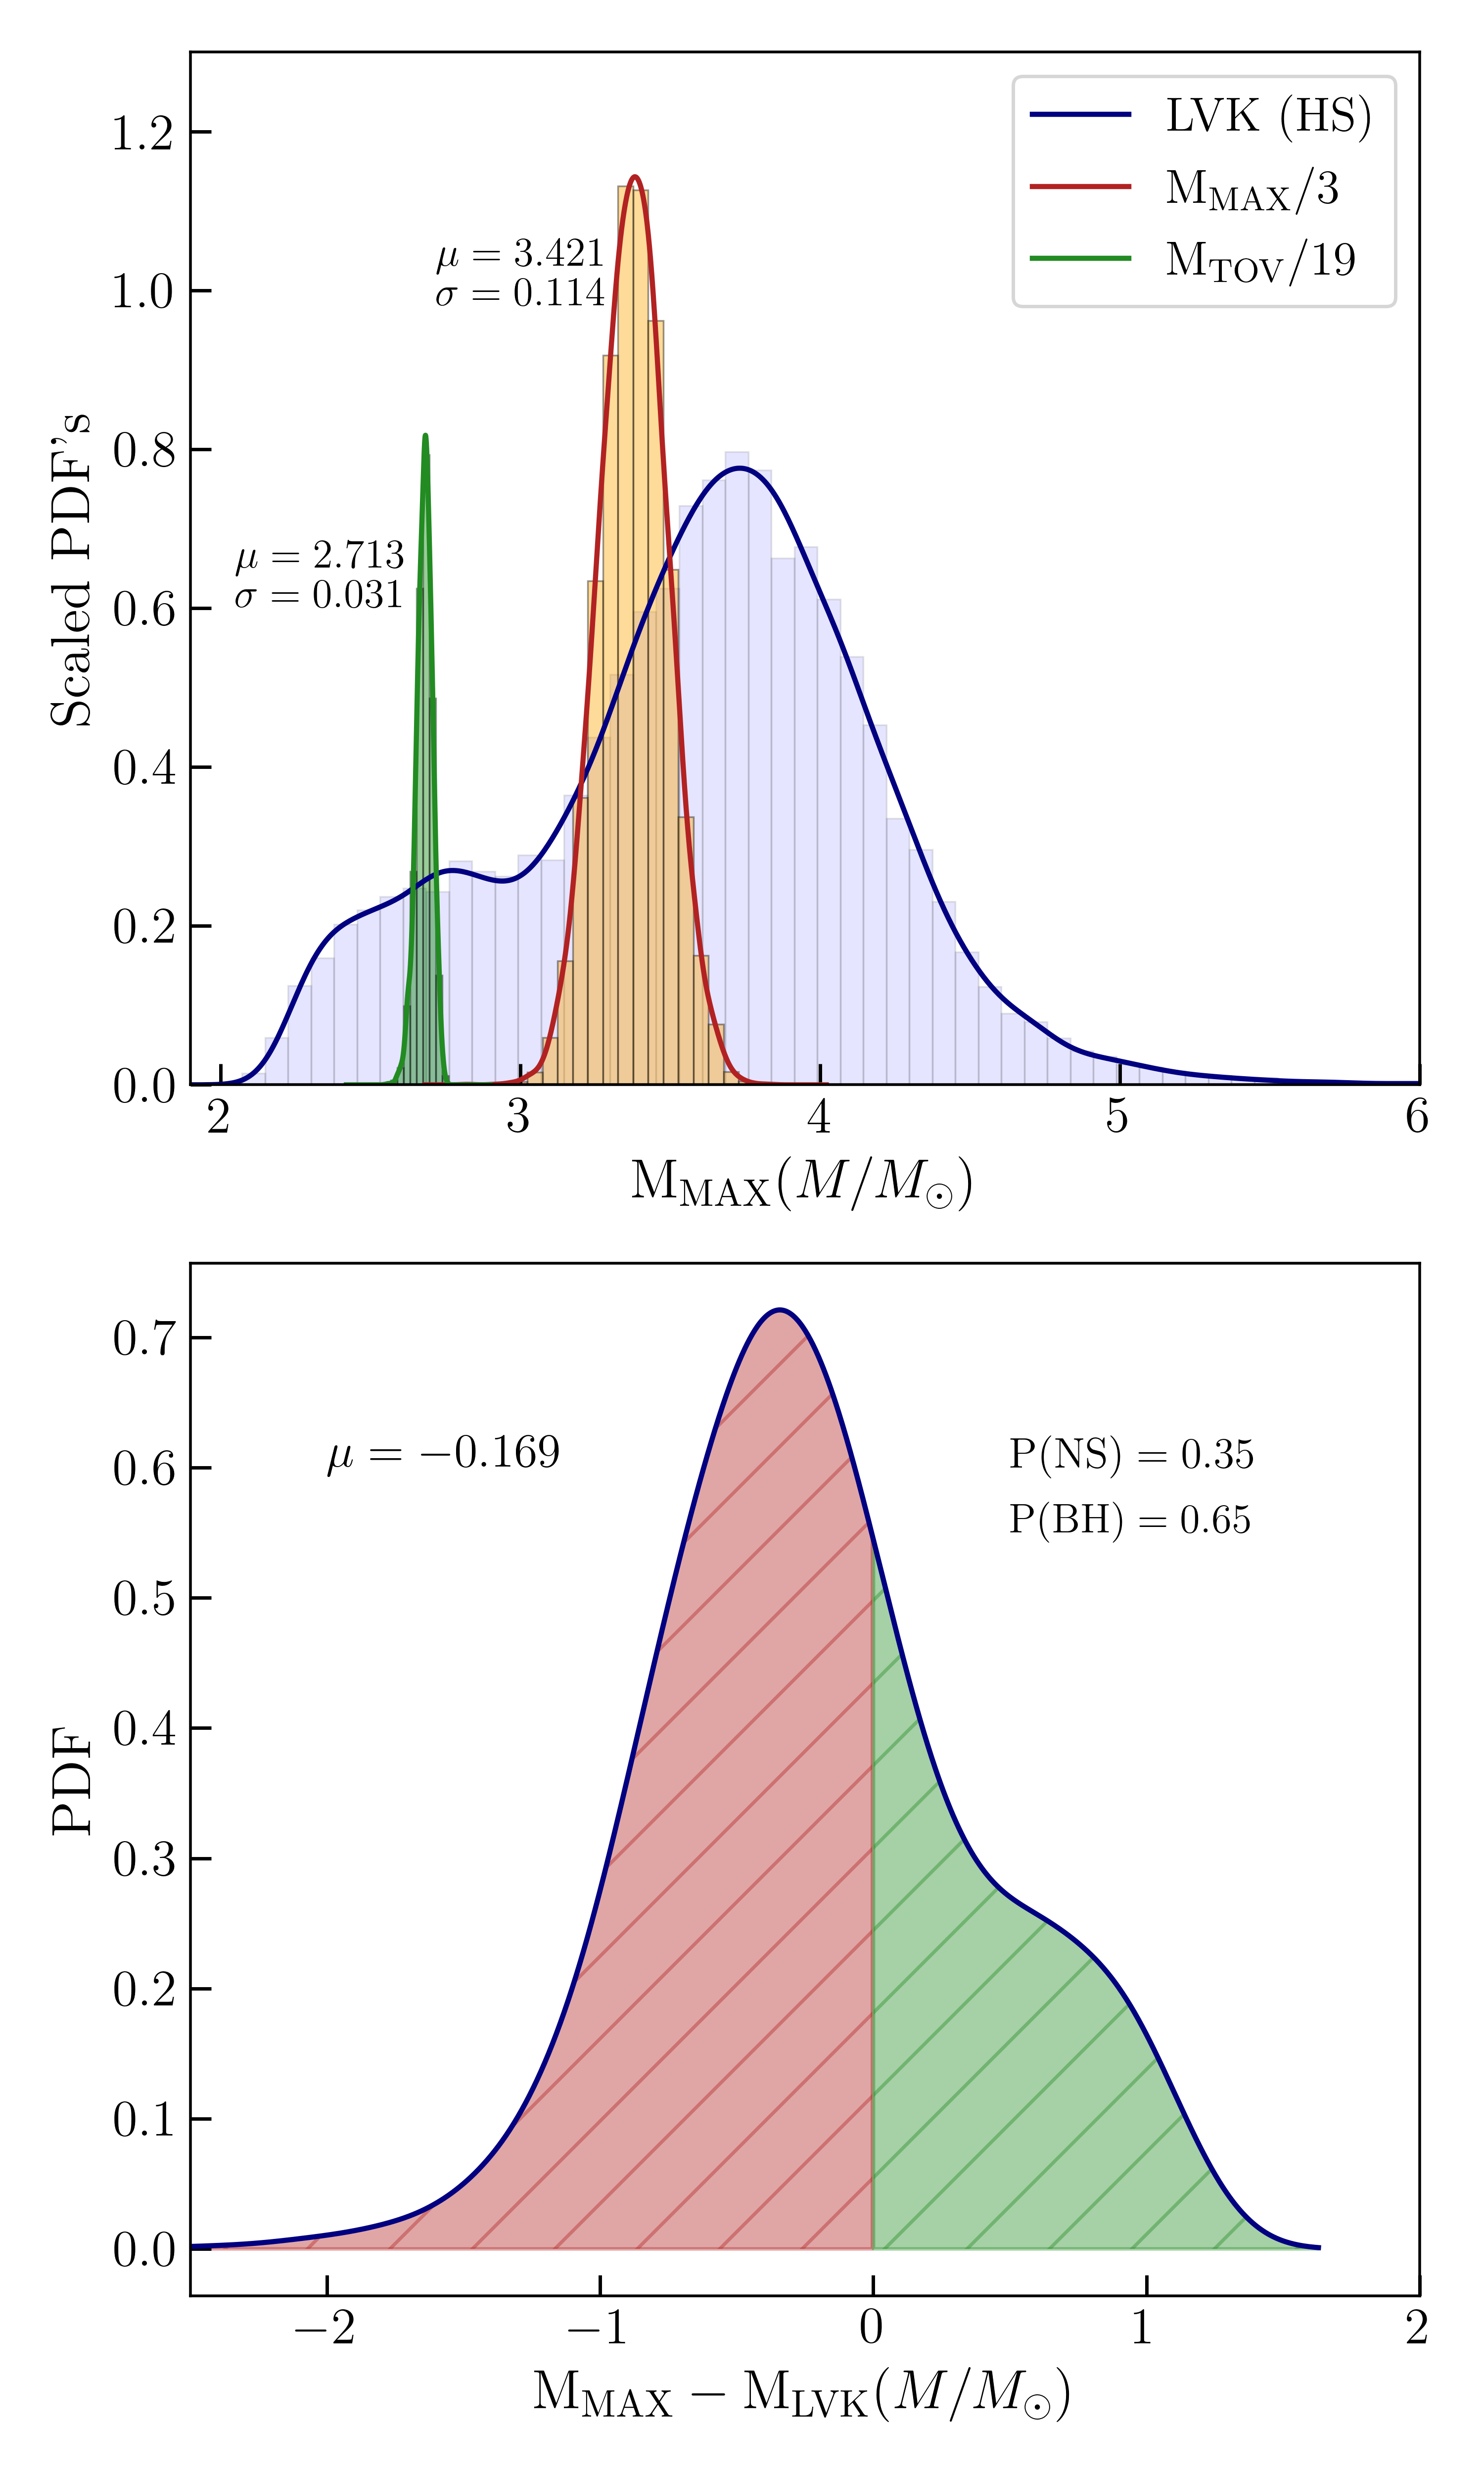 LVK (HS)
M_MAX/3
M_TOV/19
μ = 3.421
σ = 0.114
μ = 2.713
σ = 0.031
Scaled PDF's
1.2
1.0
0.8
0.6
0.4
0.2
0.0
2 3 4 5 6
M_MAX(M/M_⊙)
μ = −0.169
P(NS) = 0.35
P(BH) = 0.65
PDF
0.7
0.6
0.5
0.4
0.3
0.2
0.1
0.0
−2 −1 0 1 2
M_MAX − M_LVK(M/M_⊙)